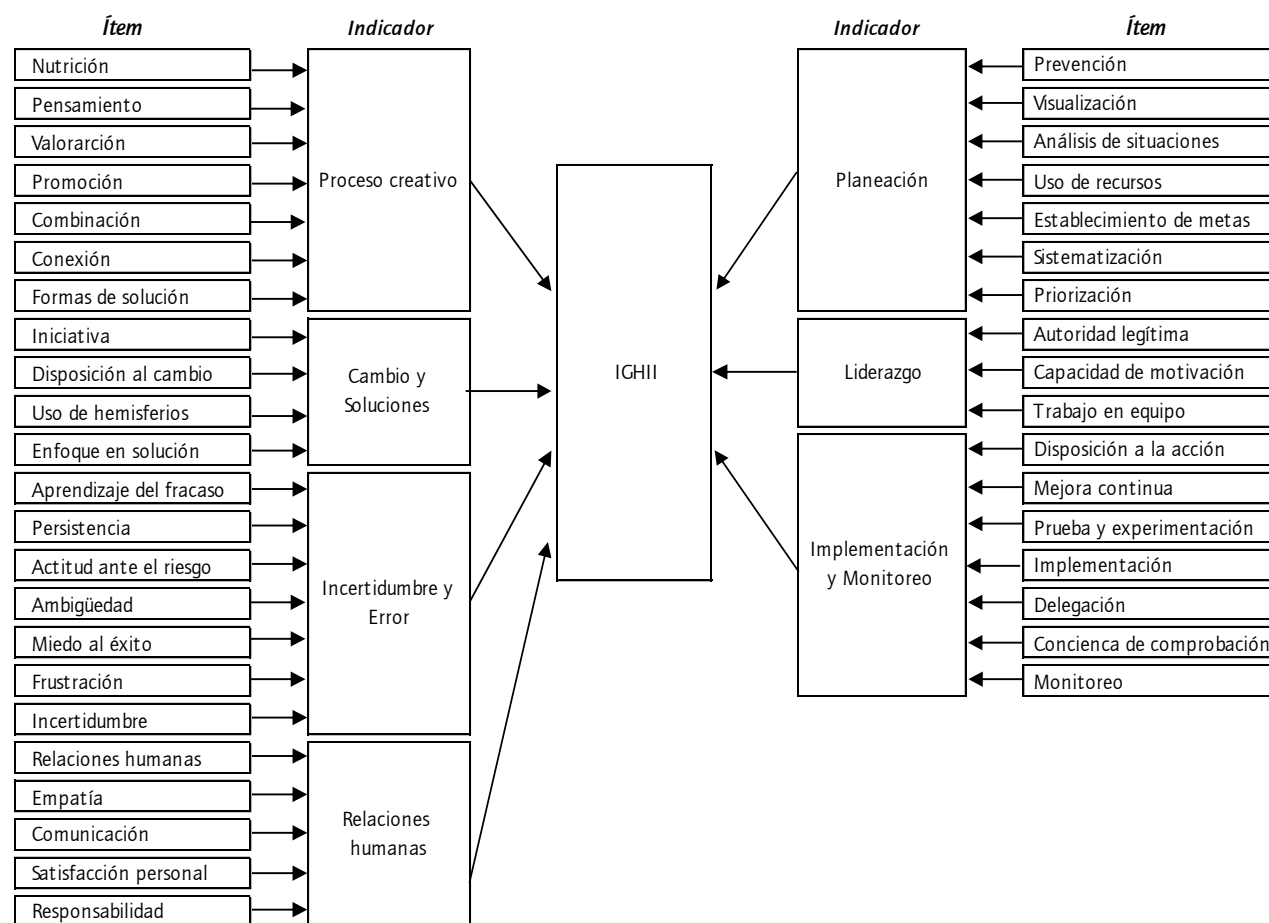 Ítem
Indicador
Nutrición
Pensamiento
Valorarción
Promoción
Combinación
Conexión
Formas de solución
Proceso creativo
Iniciativa
Disposición al cambio
Uso de hemisferios
Enfoque en solución
Cambio y
Soluciones
Aprendizaje del fracaso
Persistencia
Actitud ante el riesgo
Ambigüedad
Miedo al éxito
Frustración
Incertidumbre
Incertidumbre y
Error
Relaciones humanas
Empatía
Comunicación
Satisfacción personal
Responsabilidad
Relaciones
humanas
IGHII
Indicador
Ítem
Planeación
Prevención
Visualización
Análisis de situaciones
Uso de recursos
Establecimiento de metas
Sistematización
Priorización
Liderazgo
Autoridad legítima
Capacidad de motivación
Trabajo en equipo
Implementación
y Monitoreo
Disposición a la acción
Mejora continua
Prueba y experimentación
Implementación
Delegación
Conciencca de comprobación
Monitoreo